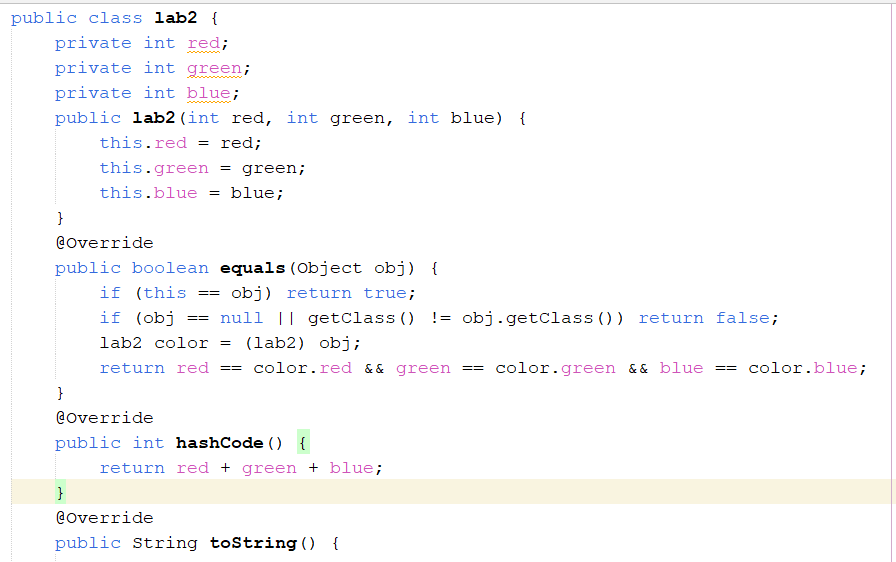 public class lab2 {
    private int red;
    private int green;
    private int blue;
    public lab2(int red, int green, int blue) {
        this.red = red;
        this.green = green;
        this.blue = blue;
    }
    @Override
    public boolean equals(Object obj) {
        if (this == obj) return true;
        if (obj == null || getClass() != obj.getClass()) return false;
        lab2 color = (lab2) obj;
        return red == color.red && green == color.green && blue == color.blue;
    }
    @Override
    public int hashCode() {
        return red + green + blue;
    }
    @Override
    public String toString() {